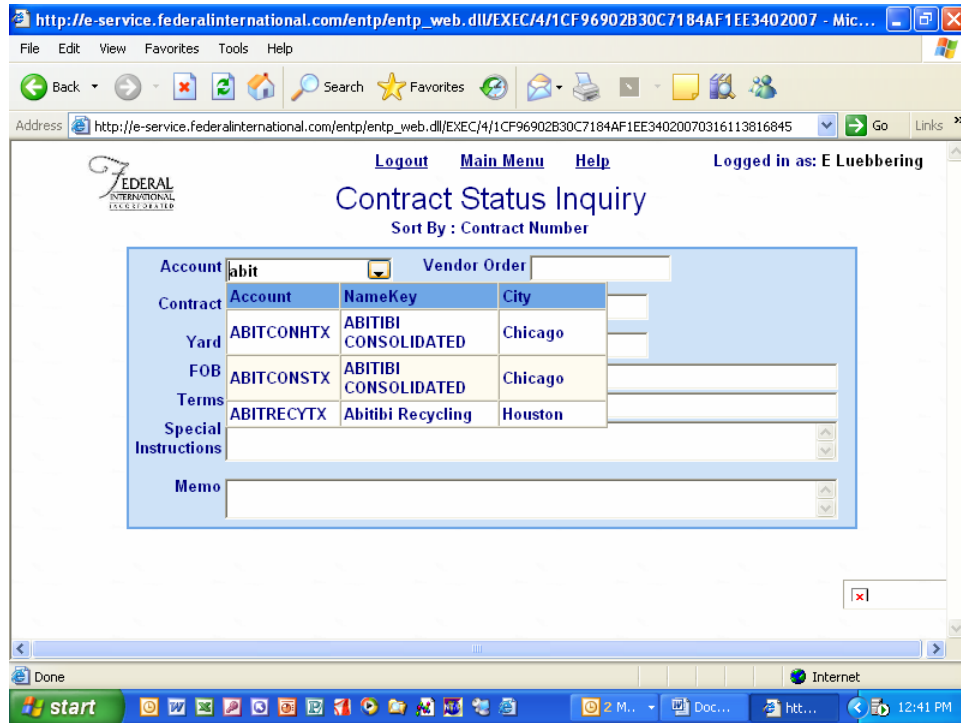 http://e-service.federalinternational.com/entp/entp_web.dll/EXEC/4/1CF96902B30C7184AF1EE3402007 - Mic...
File Edit View Favorites Tools Help
Back Search Favorites
Address http://e-service.federalinternational.com/entp/entp_web.dll/EXEC/4/1CF96902B30C7184AF1EE34020070316113816845 Go Links »
Logout Main Menu Help Logged in as: E Luebbering
FEDERAL
INTERNATIONAL
INCORPORATED
Contract Status Inquiry
Sort By : Contract Number
Account abit Vendor Order
Contract
Yard
FOB
Terms
Special
Instructions
Memo
Account NameKey City
ABITCONHTX ABITIBI CONSOLIDATED Chicago
ABITCONSTX ABITIBI CONSOLIDATED Chicago
ABITRECYTX Abitibi Recycling Houston
Done Internet
start 2 M... Doc... htt... 12:41 PM